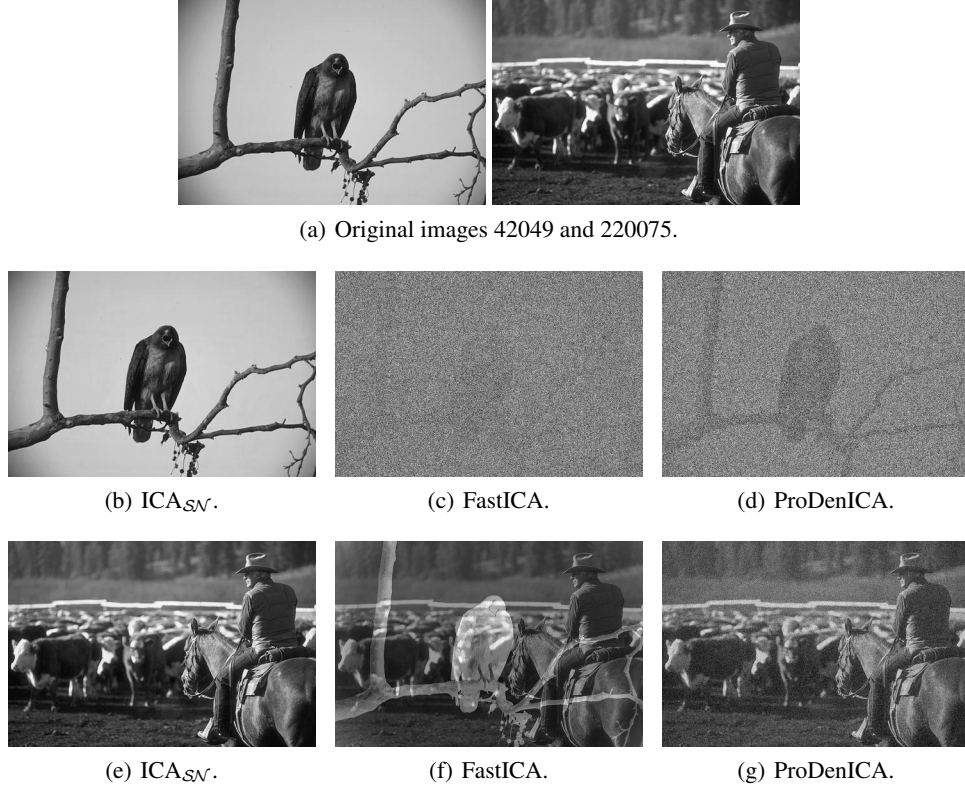 (a) Original images 42049 and 220075.
(b) ICA𝒮𝒩. (c) FastICA. (d) ProDenICA.
(e) ICA𝒮𝒩. (f) FastICA. (g) ProDenICA.